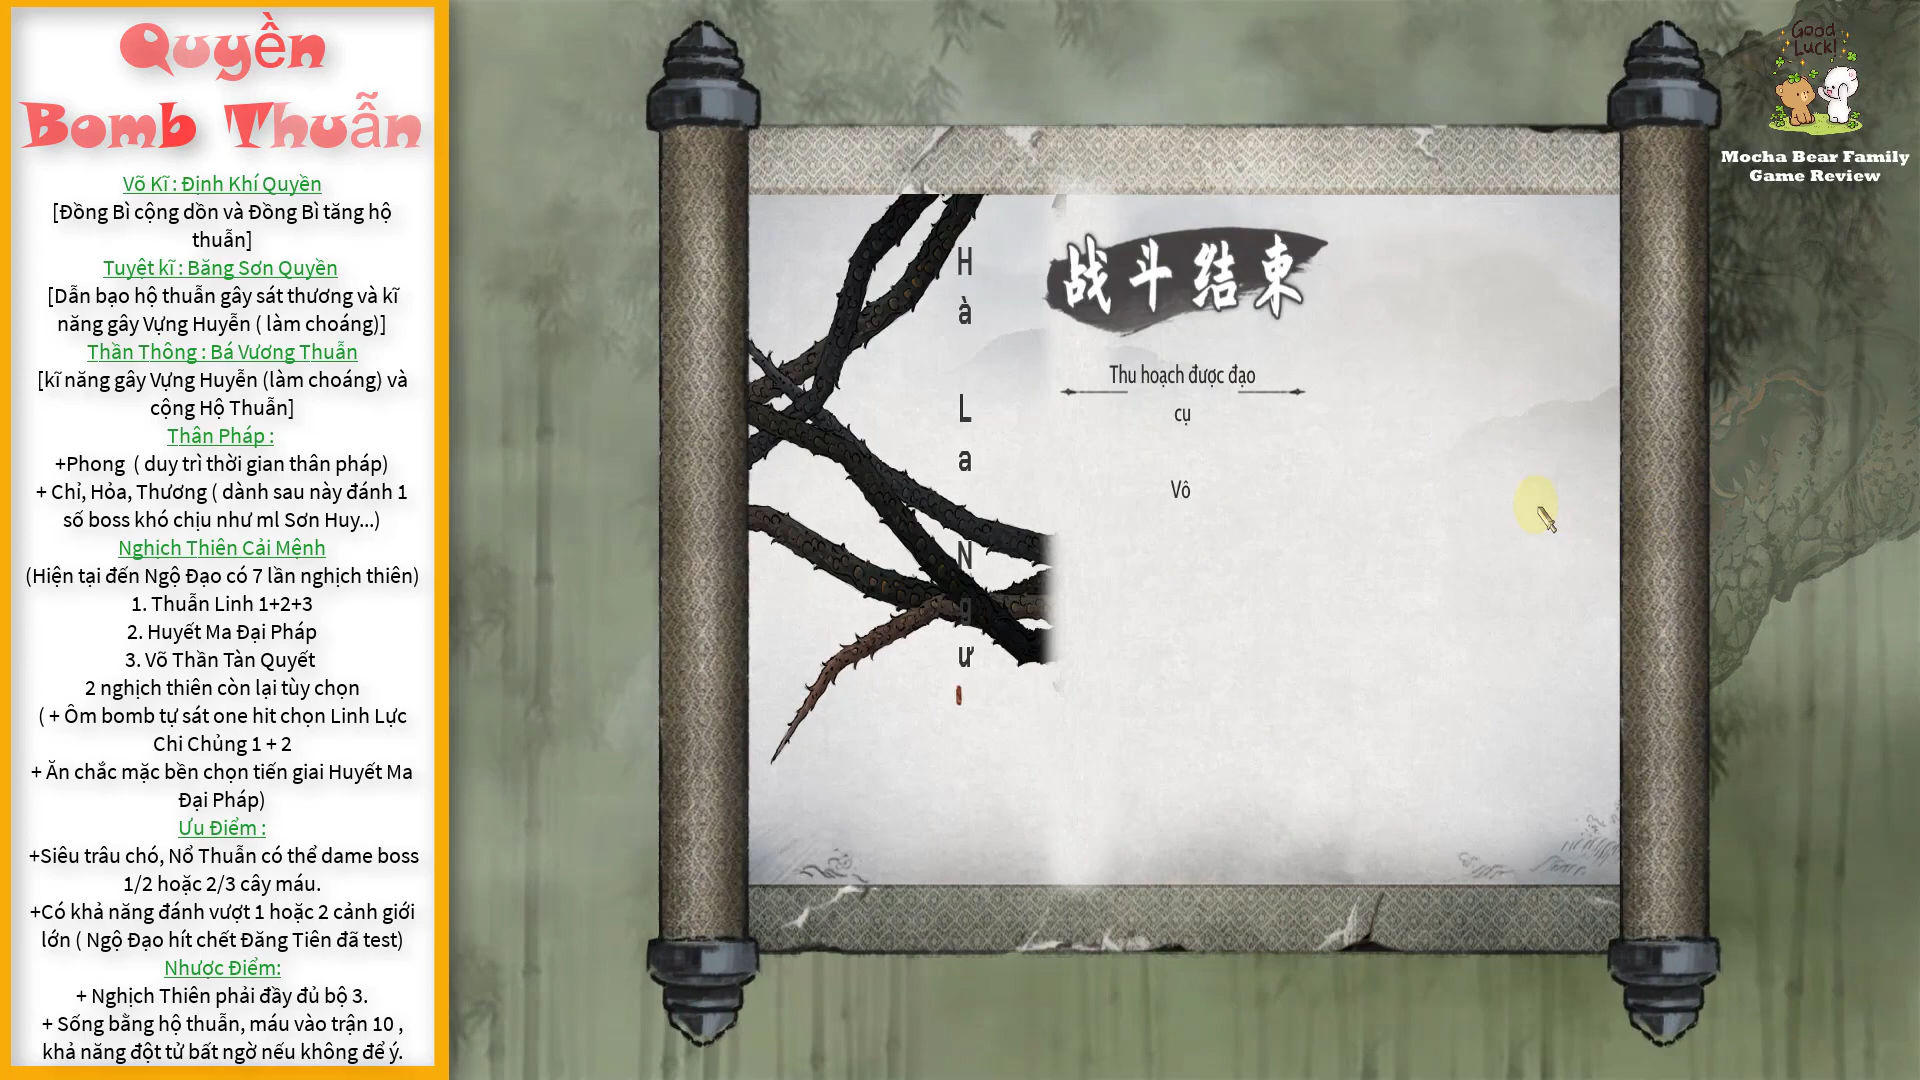 Quyền
Bomb Thuẫn
Võ Kĩ : Định Khí Quyền
[Đồng Bì cộng dồn và Đồng Bì tăng hộ
thuẫn]
Tuyệt kĩ : Băng Sơn Quyền
[Dẫn bạo hộ thuẫn gây sát thương và kĩ
năng gây Vựng Huyễn ( làm choáng)]
Thần Thông : Bá Vương Thuẫn
[kĩ năng gây Vựng Huyễn (làm choáng) và
cộng Hộ Thuẫn]
Thân Pháp :
+Phong ( duy trì thời gian thân pháp)
+ Chỉ, Hỏa, Thương ( dành sau này đánh 1
số boss khó chịu như ml Sơn Huy...)
Nghịch Thiên Cải Mệnh
(Hiện tại đến Ngộ Đạo có 7 lần nghịch thiên)
1. Thuẫn Linh 1+2+3
2. Huyết Ma Đại Pháp
3. Võ Thần Tàn Quyết
2 nghịch thiên còn lại tùy chọn
( + Ôm bomb tự sát one hit chọn Linh Lực
Chi Chủng 1 + 2
+ Ăn chắc mặc bền chọn tiến giai Huyết Ma
Đại Pháp)
Ưu Điểm :
+Siêu trâu chó, Nổ Thuẫn có thể dame boss
1/2 hoặc 2/3 cây máu.
+Có khả năng đánh vượt 1 hoặc 2 cảnh giới
lớn ( Ngộ Đạo hít chết Đăng Tiên đã test)
Nhược Điểm:
+ Nghịch Thiên phải đầy đủ bộ 3.
+ Sống bằng hộ thuẫn, máu vào trận 10 ,
khả năng đột tử bất ngờ nếu không để ý.
Hà La Ngư
战斗结束
Thu hoạch được đạo
cụ
Vô
Good
Luck!
Mocha Bear Family
Game Review